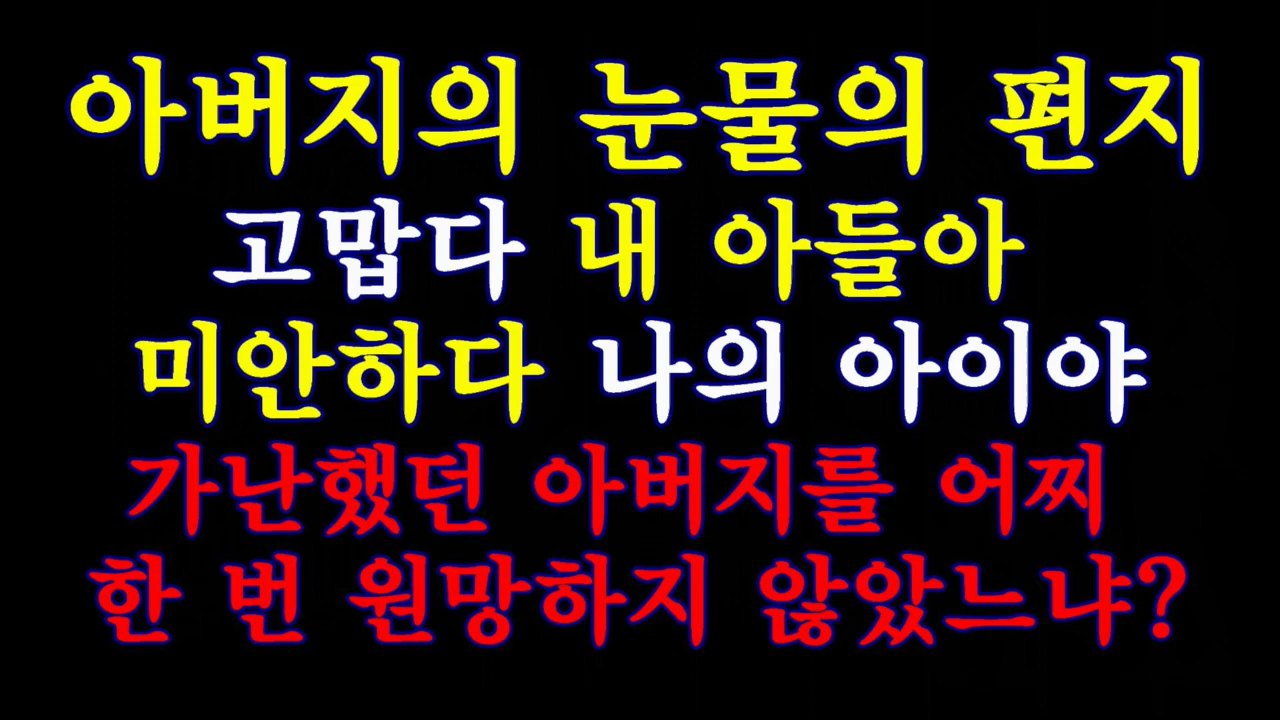 아버지의 눈물의 편지
고맙다 내 아들아
미안하다 나의 아이야
가난했던 아버지를 어찌
한 번 원망하지 않았느냐?